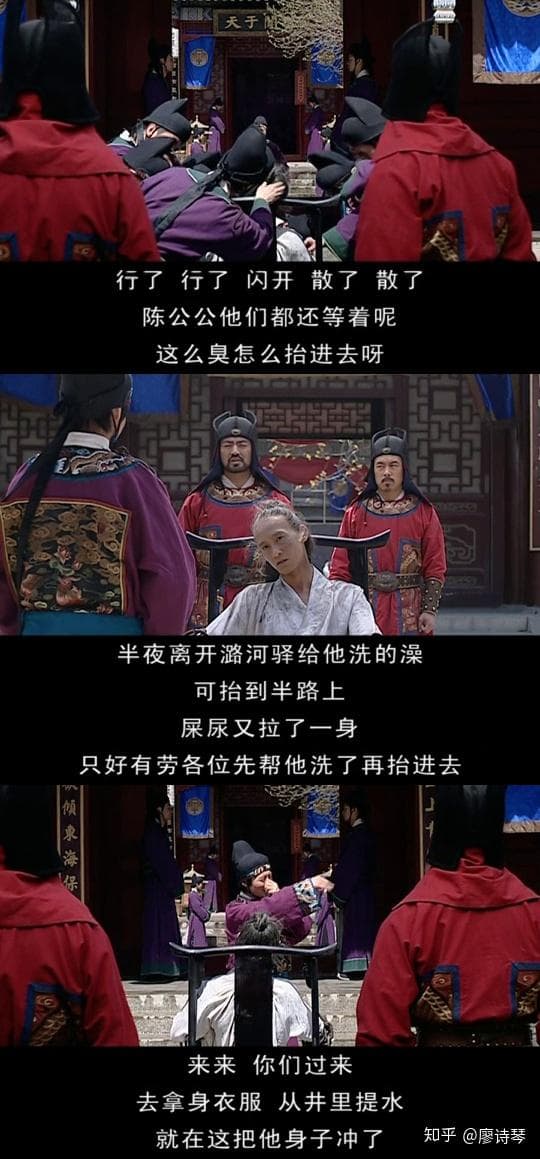 天子閣
行了 行了 闪开 散了 散了
陈公公他们都还等着呢
这么臭怎么抬进去呀
半夜离开潞河驿给他洗的澡
可抬到半路上
屎尿又拉了一身
只好有劳各位先帮他洗了再抬进去
傾東海保
来来 你们过来
去拿身衣服 从井里提水
就在这把他身子冲了
知乎 @廖诗琴